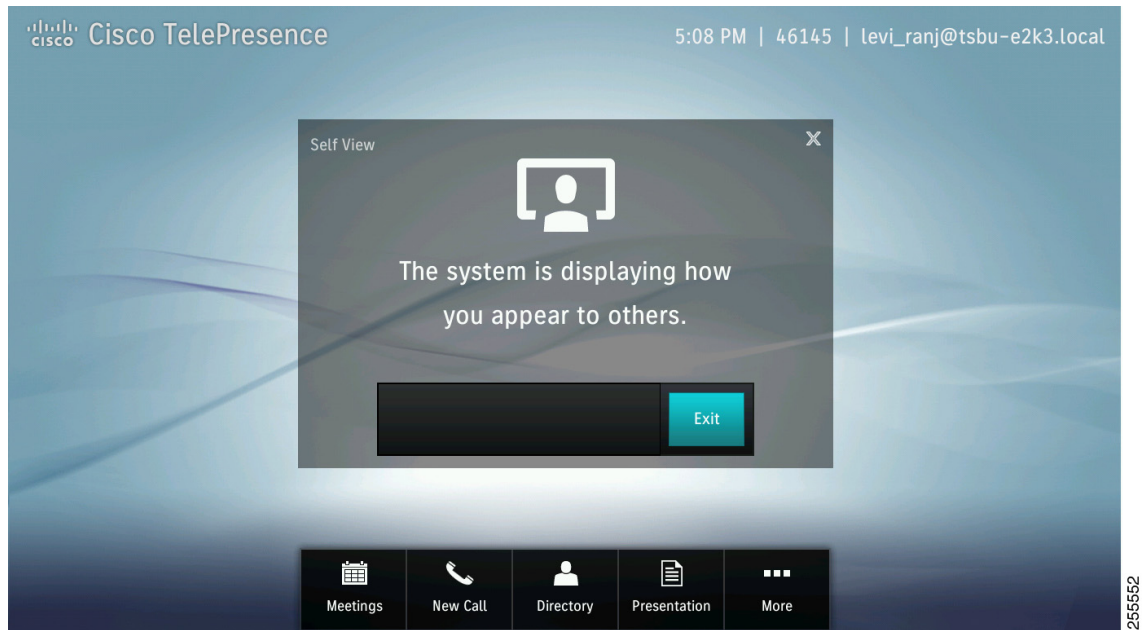 cisco Cisco TelePresence
5:08 PM | 46145 | levi_ranj@tsbu-e2k3.local
Self View
X
The system is displaying how
you appear to others.
Exit
Meetings
New Call
Directory
Presentation
More
255552